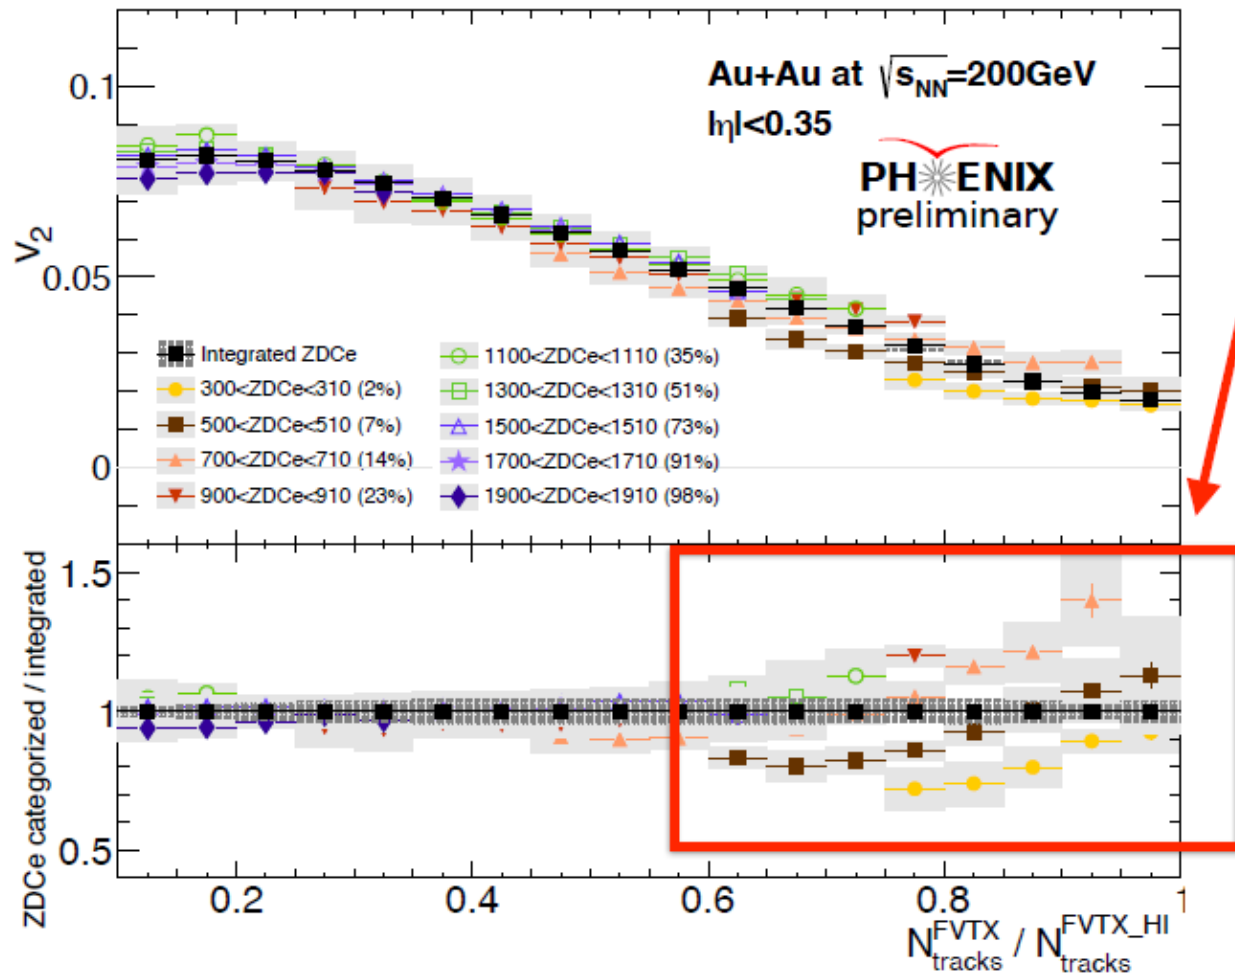 Au+Au at √sNN=200GeV
|η|<0.35
PHENIX
preliminary
0.1
0.05
0
V2
Integrated ZDCe
300<ZDCe<310 (2%)
500<ZDCe<510 (7%)
700<ZDCe<710 (14%)
900<ZDCe<910 (23%)
1100<ZDCe<1110 (35%)
1300<ZDCe<1310 (51%)
1500<ZDCe<1510 (73%)
1700<ZDCe<1710 (91%)
1900<ZDCe<1910 (98%)
ZDCe categorized / integrated
1.5
1
0.5
0.2 0.4 0.6 0.8 1
N^FVTX_tracks / N^FVTX_HI_tracks